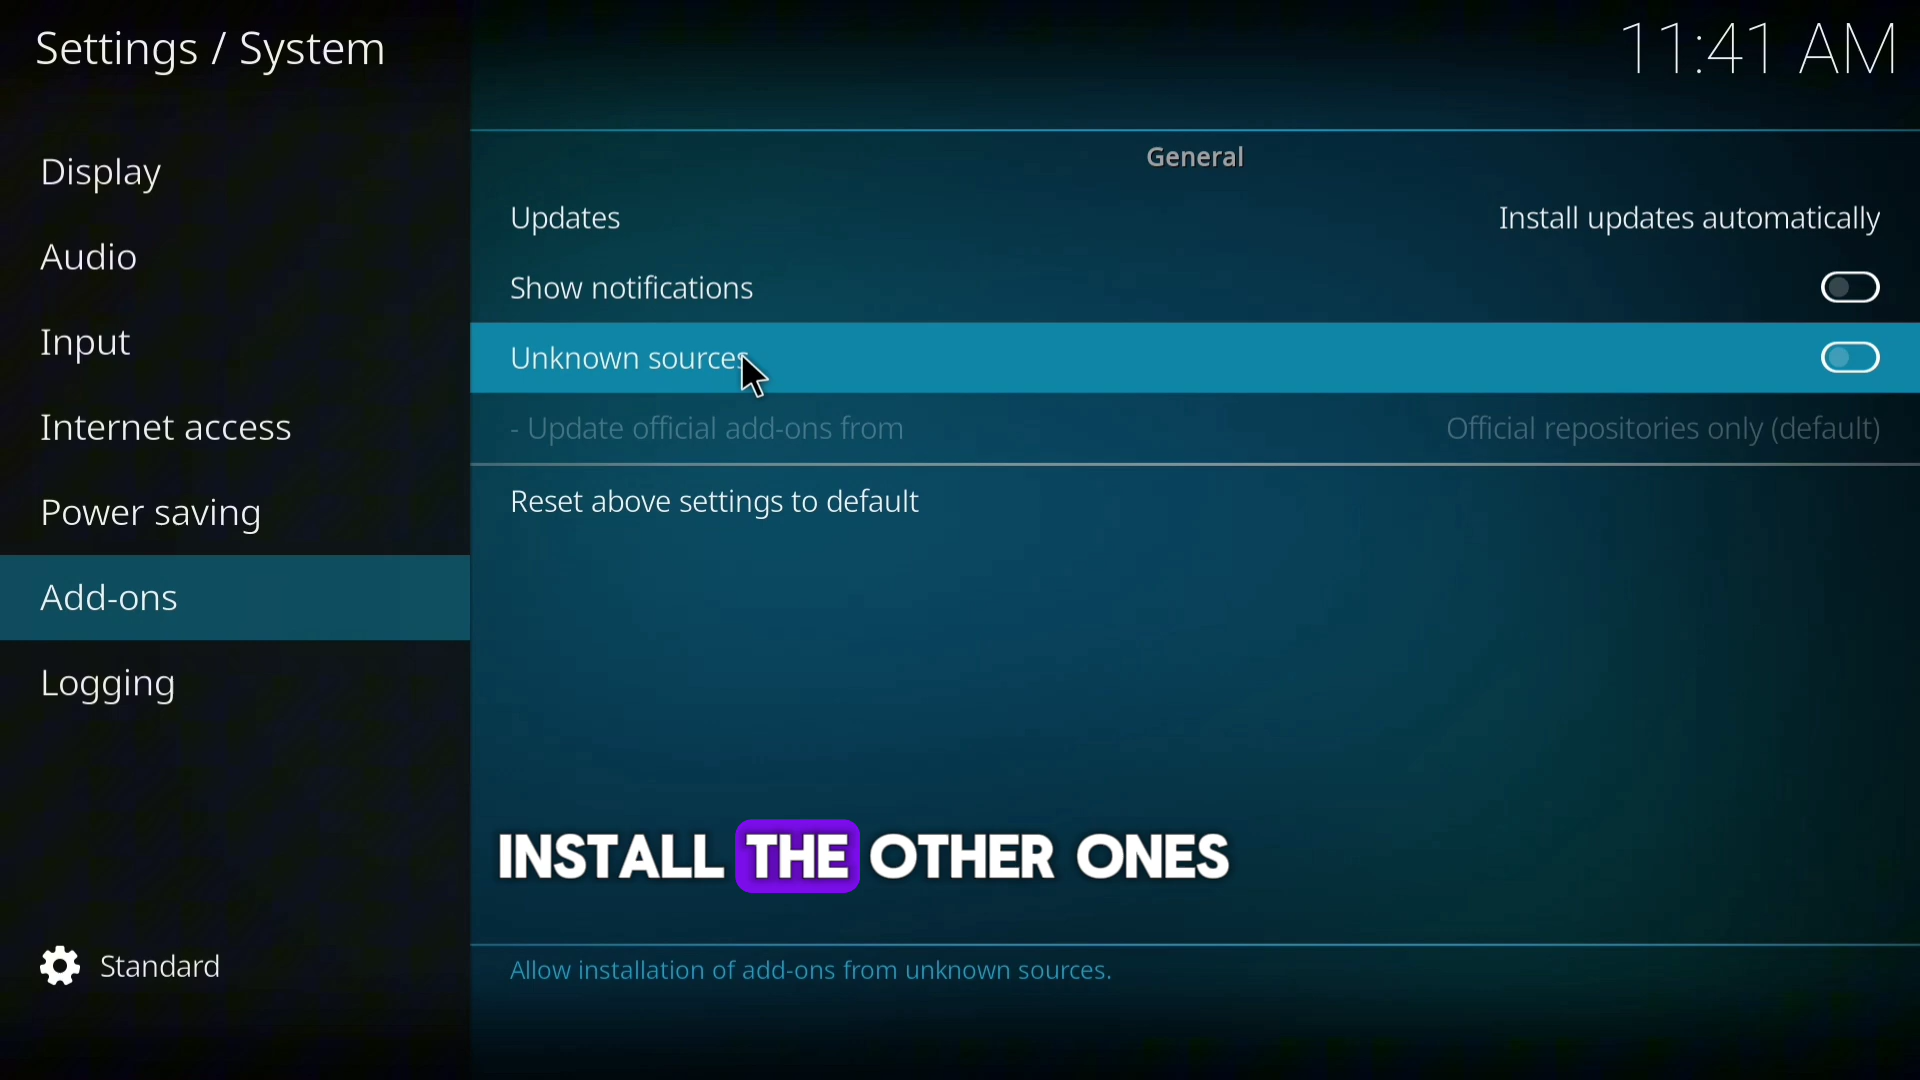 Settings / System
11:41 AM
Display
Audio
Input
Internet access
Power saving
Add-ons
Logging
Standard
General
Updates
Install updates automatically
Show notifications
Unknown sources
- Update official add-ons from
Official repositories only (default)
Reset above settings to default
INSTALL THE OTHER ONES
Allow installation of add-ons from unknown sources.